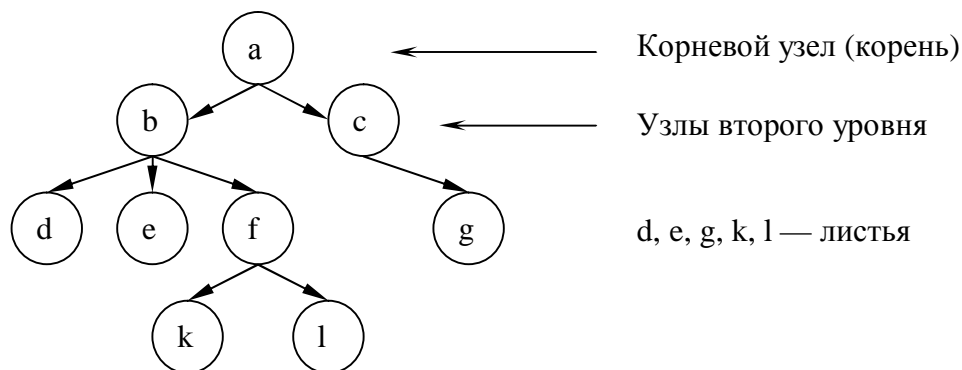 a
Корневой узел (корень)
b
c
Узлы второго уровня
d
e
f
g
d, e, g, k, l — листья
k
l